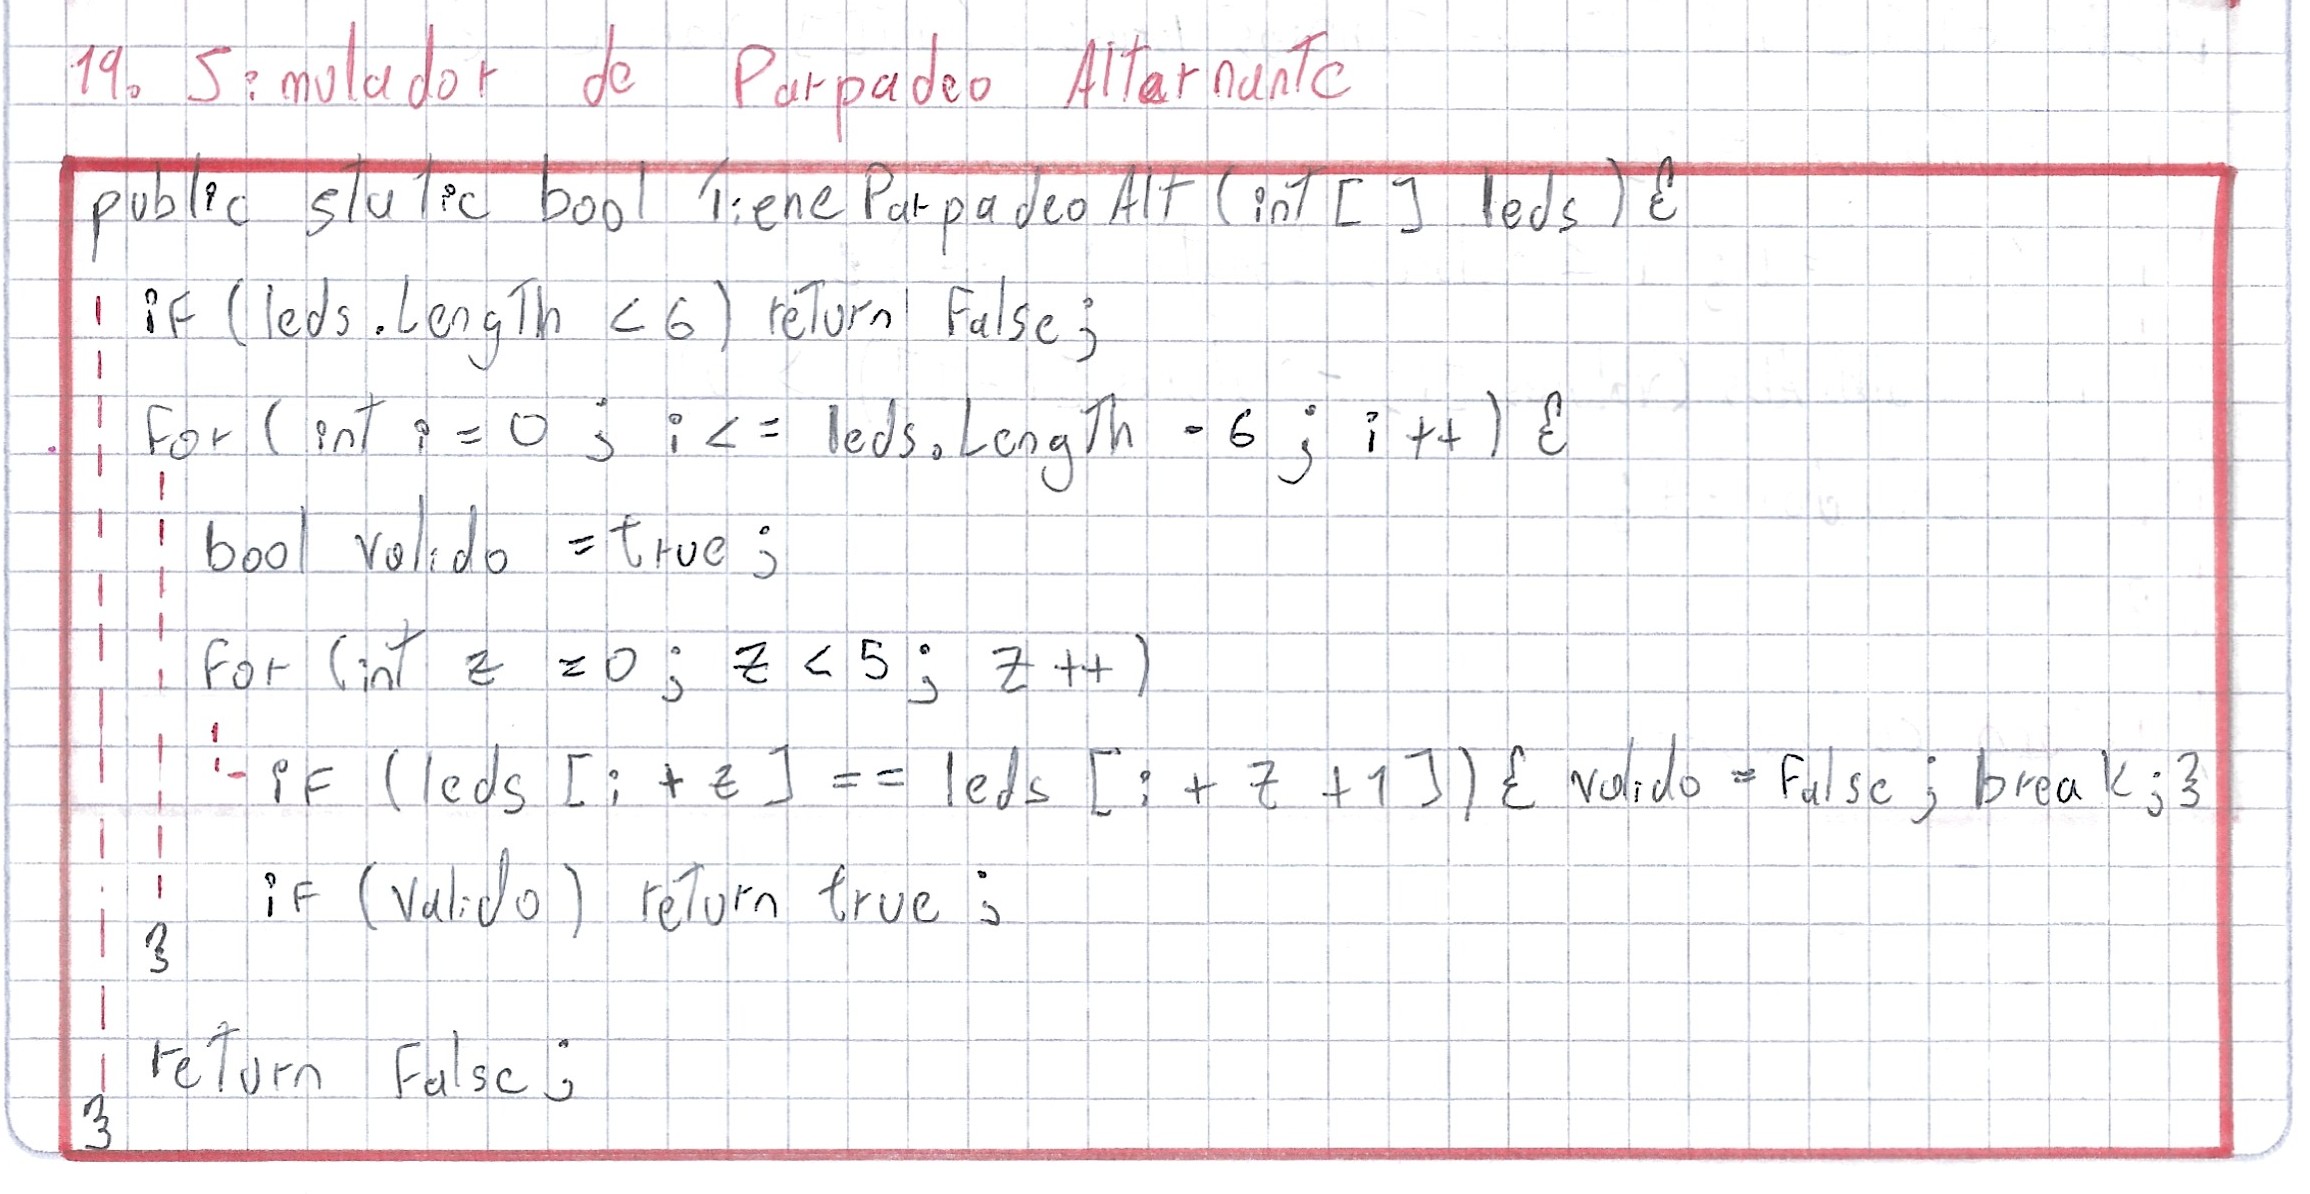 19. Simulador de Parpadeo Alternante
public static bool TieneParpadeoAlt (int [ ] leds) {
if (leds.Length < 6) return False;
For (int i = 0 ; i <= leds.Length - 6 ; i ++) {
bool valido = true ;
For (int z = 0 ; z < 5 ; z ++)
if (leds [i + z] == leds [i + z + 1]) { valido = False ; break ; }
if (valido) return true ;
}
return False ;
}